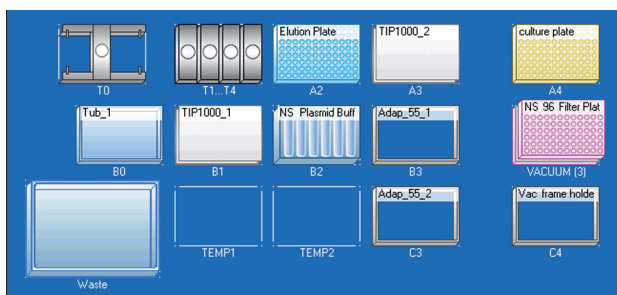 Elution Plate
TIP1000_2
culture plate
T0
T1...T4
A2
A3
A4
Tub_1
TIP1000_1
NS Plasmid Buff
Adap_55_1
NS 96 Filter Plat
B0
B1
B2
B3
VACUUM (3)
Adap_55_2
Vac frame holde
TEMP1
TEMP2
C3
C4
Waste